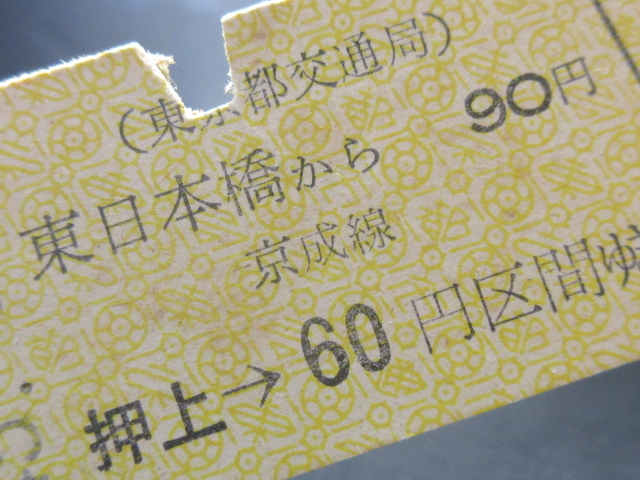 (東京都交通局)
東日本橋から 90円
京成線
押上→60円区間ゆき